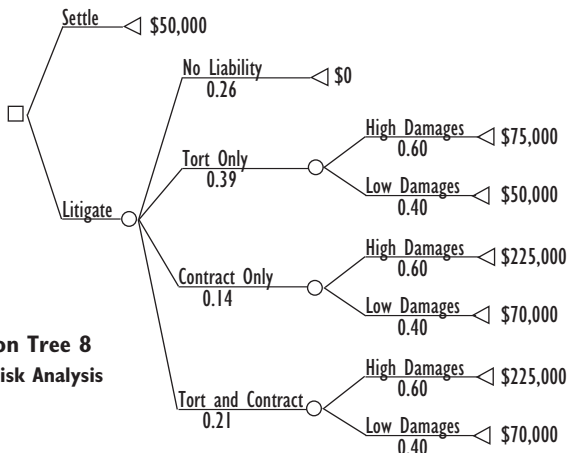 Settle
$50,000
No Liability
0.26
$0
High Damages
0.60
$75,000
Tort Only
0.39
Low Damages
0.40
$50,000
Litigate
High Damages
0.60
$225,000
Contract Only
0.14
Low Damages
0.40
$70,000
on Tree 8
isk Analysis
High Damages
0.60
$225,000
Tort and Contract
0.21
Low Damages
0.40
$70,000